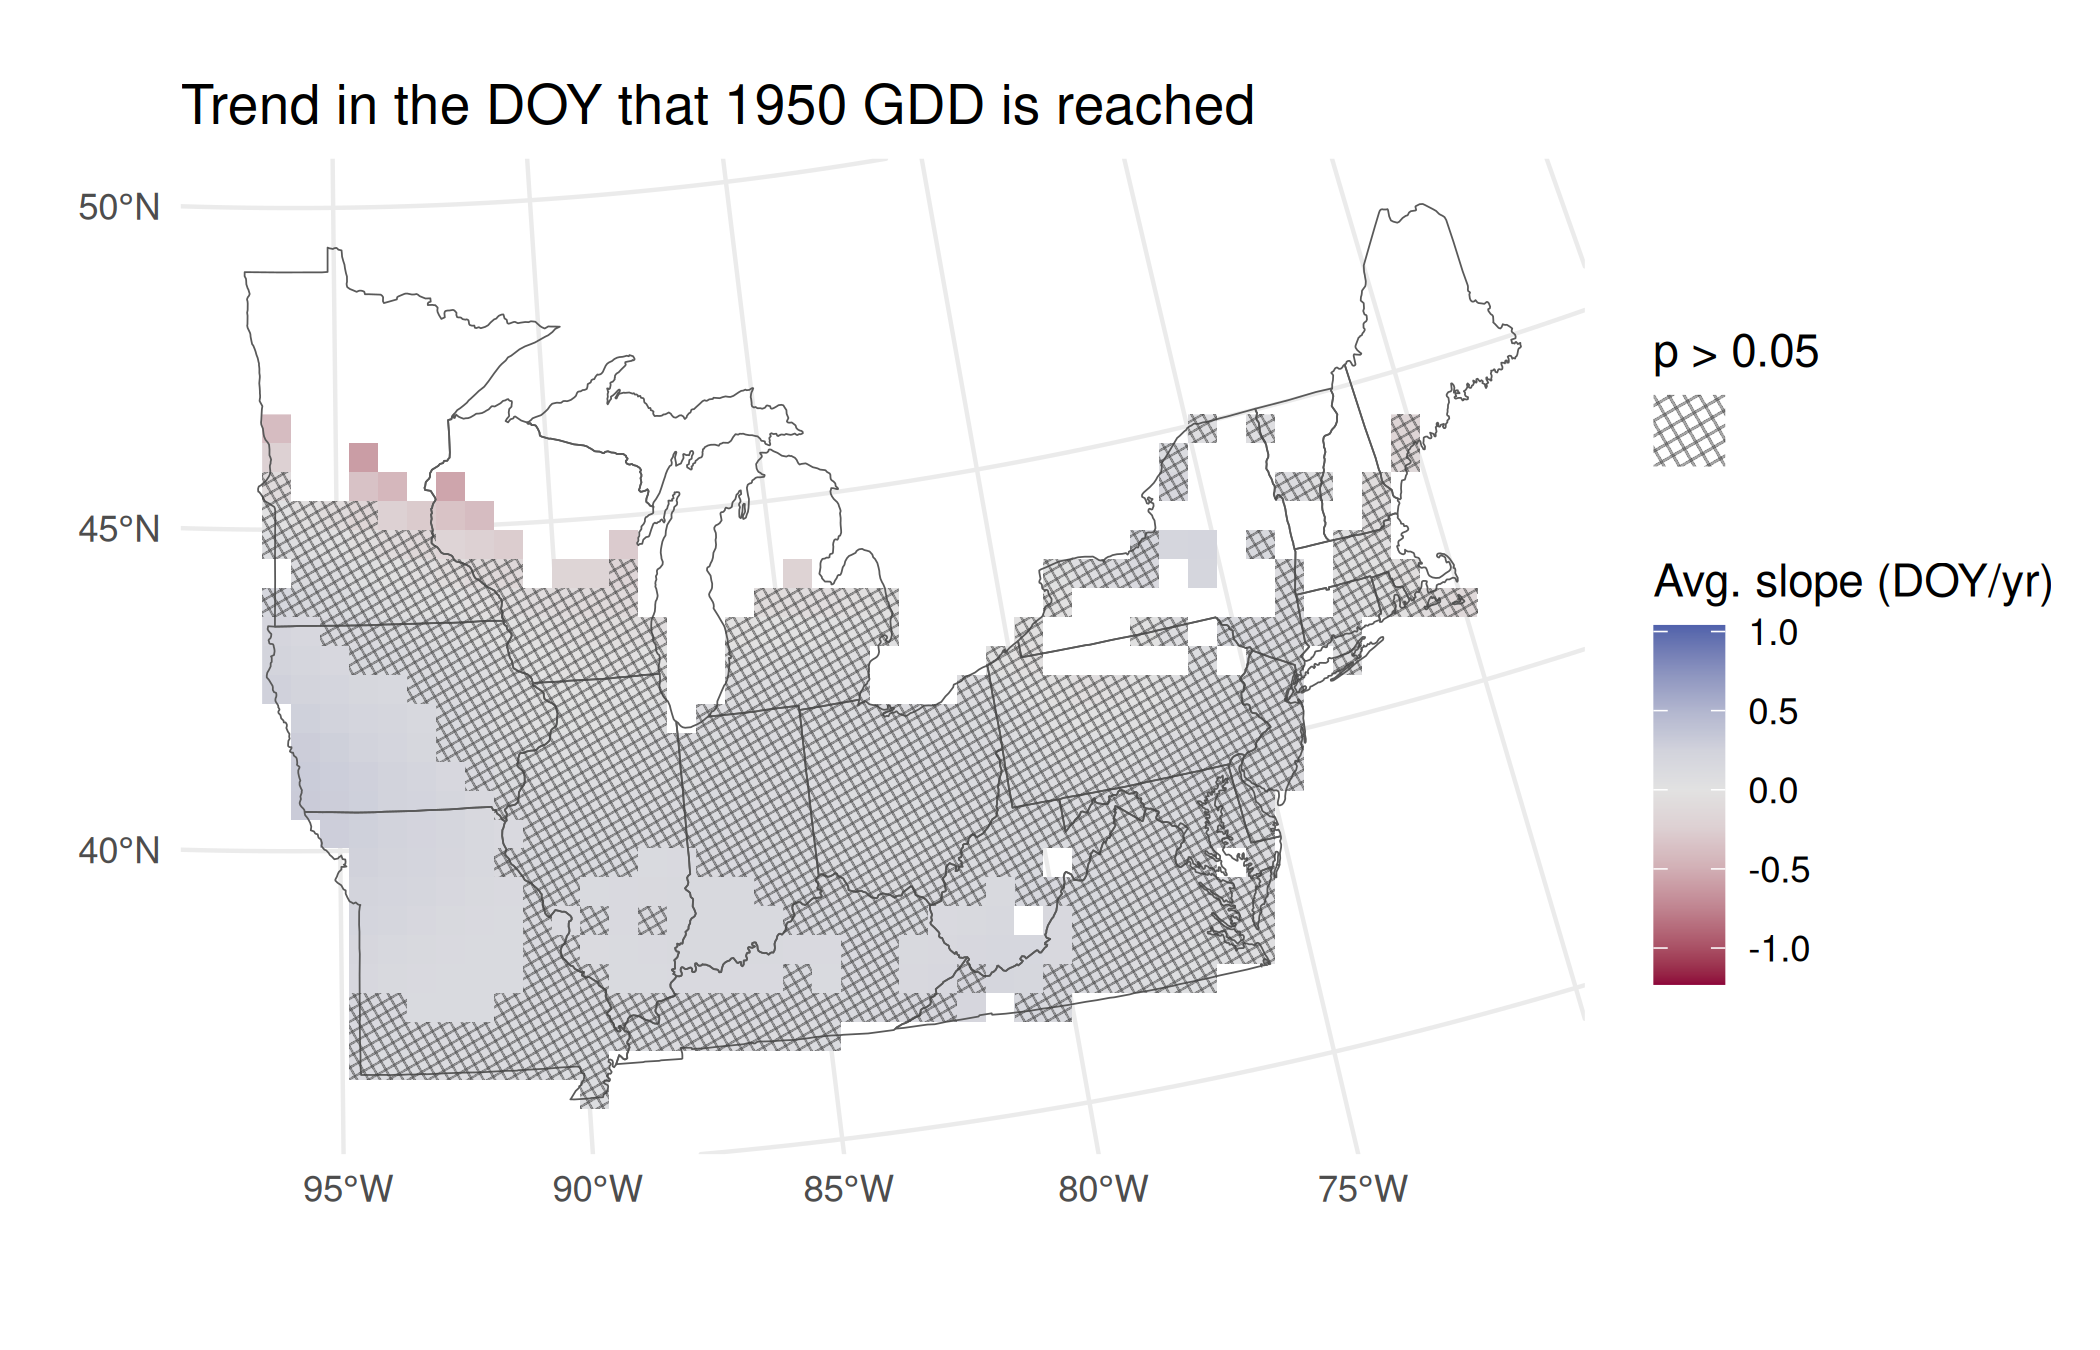 Trend in the DOY that 1950 GDD is reached
50°N
45°N
40°N
95°W
90°W
85°W
80°W
75°W
p > 0.05
Avg. slope (DOY/yr)
1.0
0.5
0.0
-0.5
-1.0